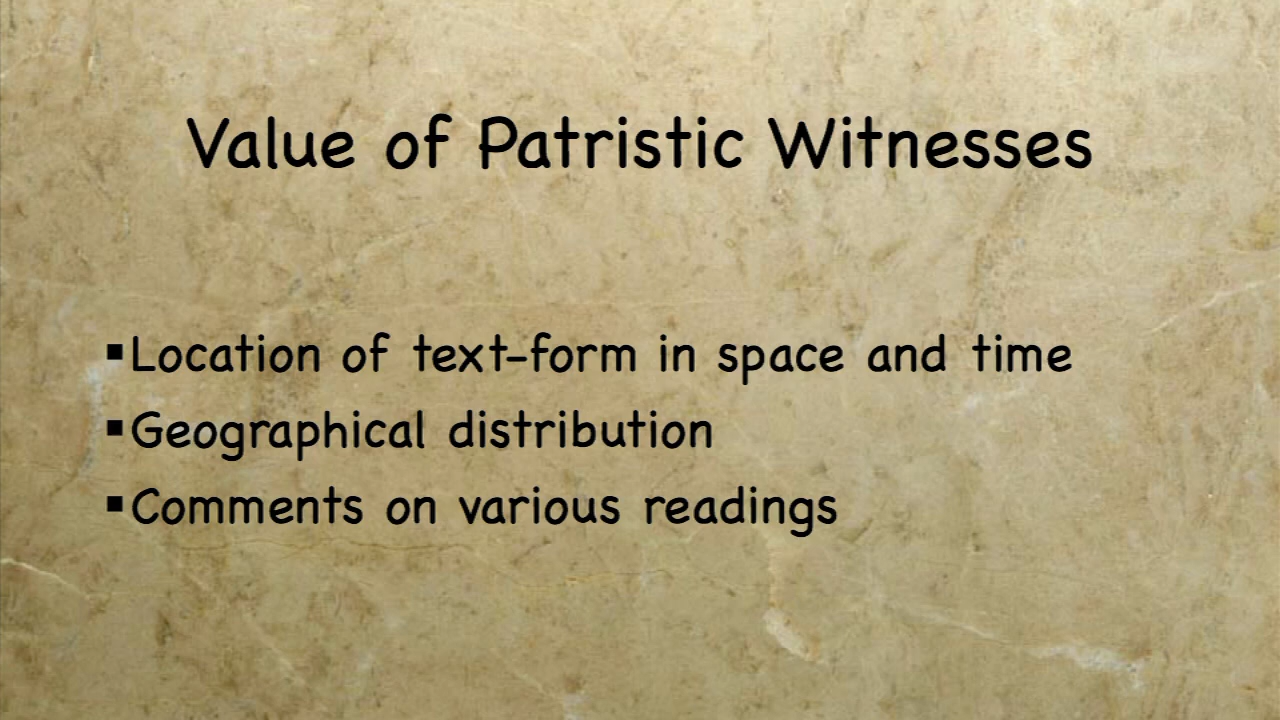 Value of Patristic Witnesses
▪Location of text-form in space and time
▪Geographical distribution
▪Comments on various readings